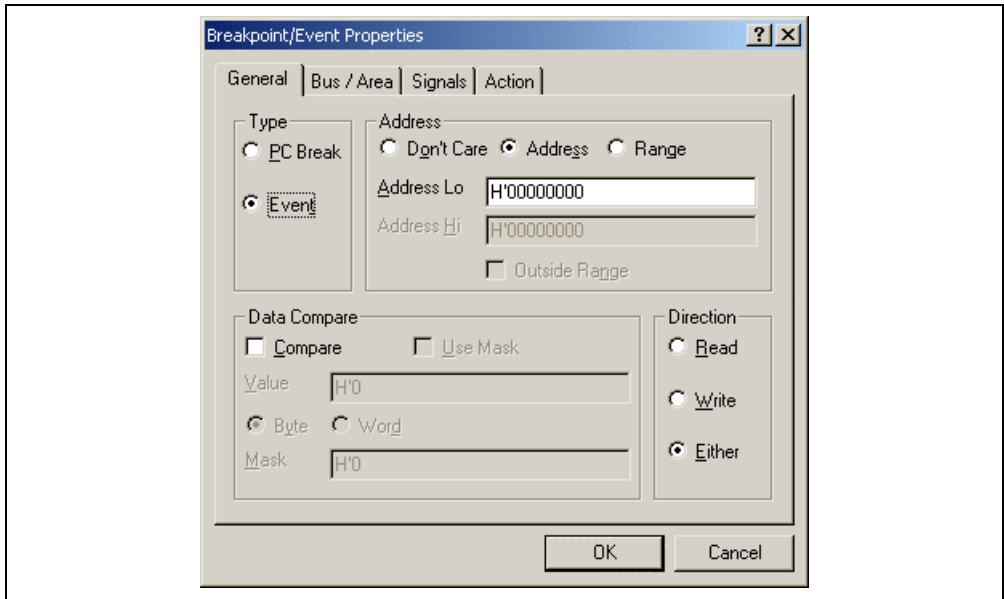 Breakpoint/Event Properties
General Bus / Area Signals Action
Type
PC Break
Event
Address
Don't Care Address Range
Address Lo H'00000000
Address Hi H'00000000
Outside Range
Data Compare
Compare Use Mask
Value H'0
Byte Word
Mask H'0
Direction
Read
Write
Either
OK Cancel